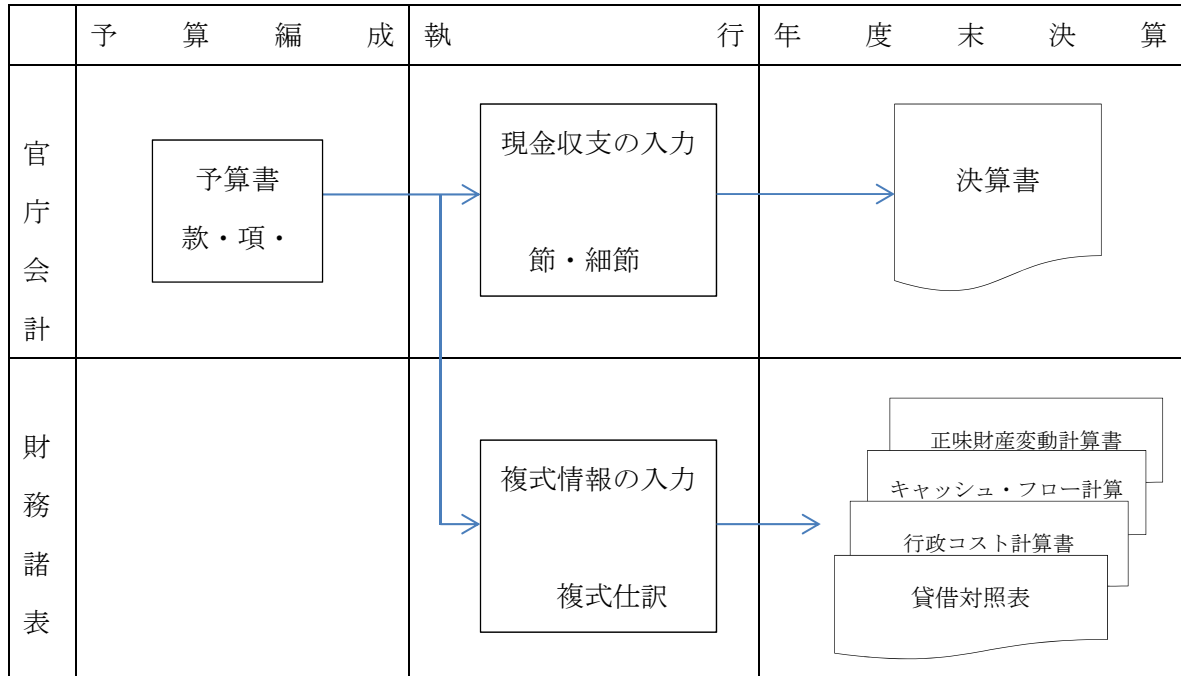 予算編成
執行
年度末決算
官庁会計
予算書
款・項・
現金収支の入力
節・細節
決算書
財務諸表
複式情報の入力
複式仕訳
正味財産変動計算書
キャッシュ・フロー計算
行政コスト計算書
貸借対照表